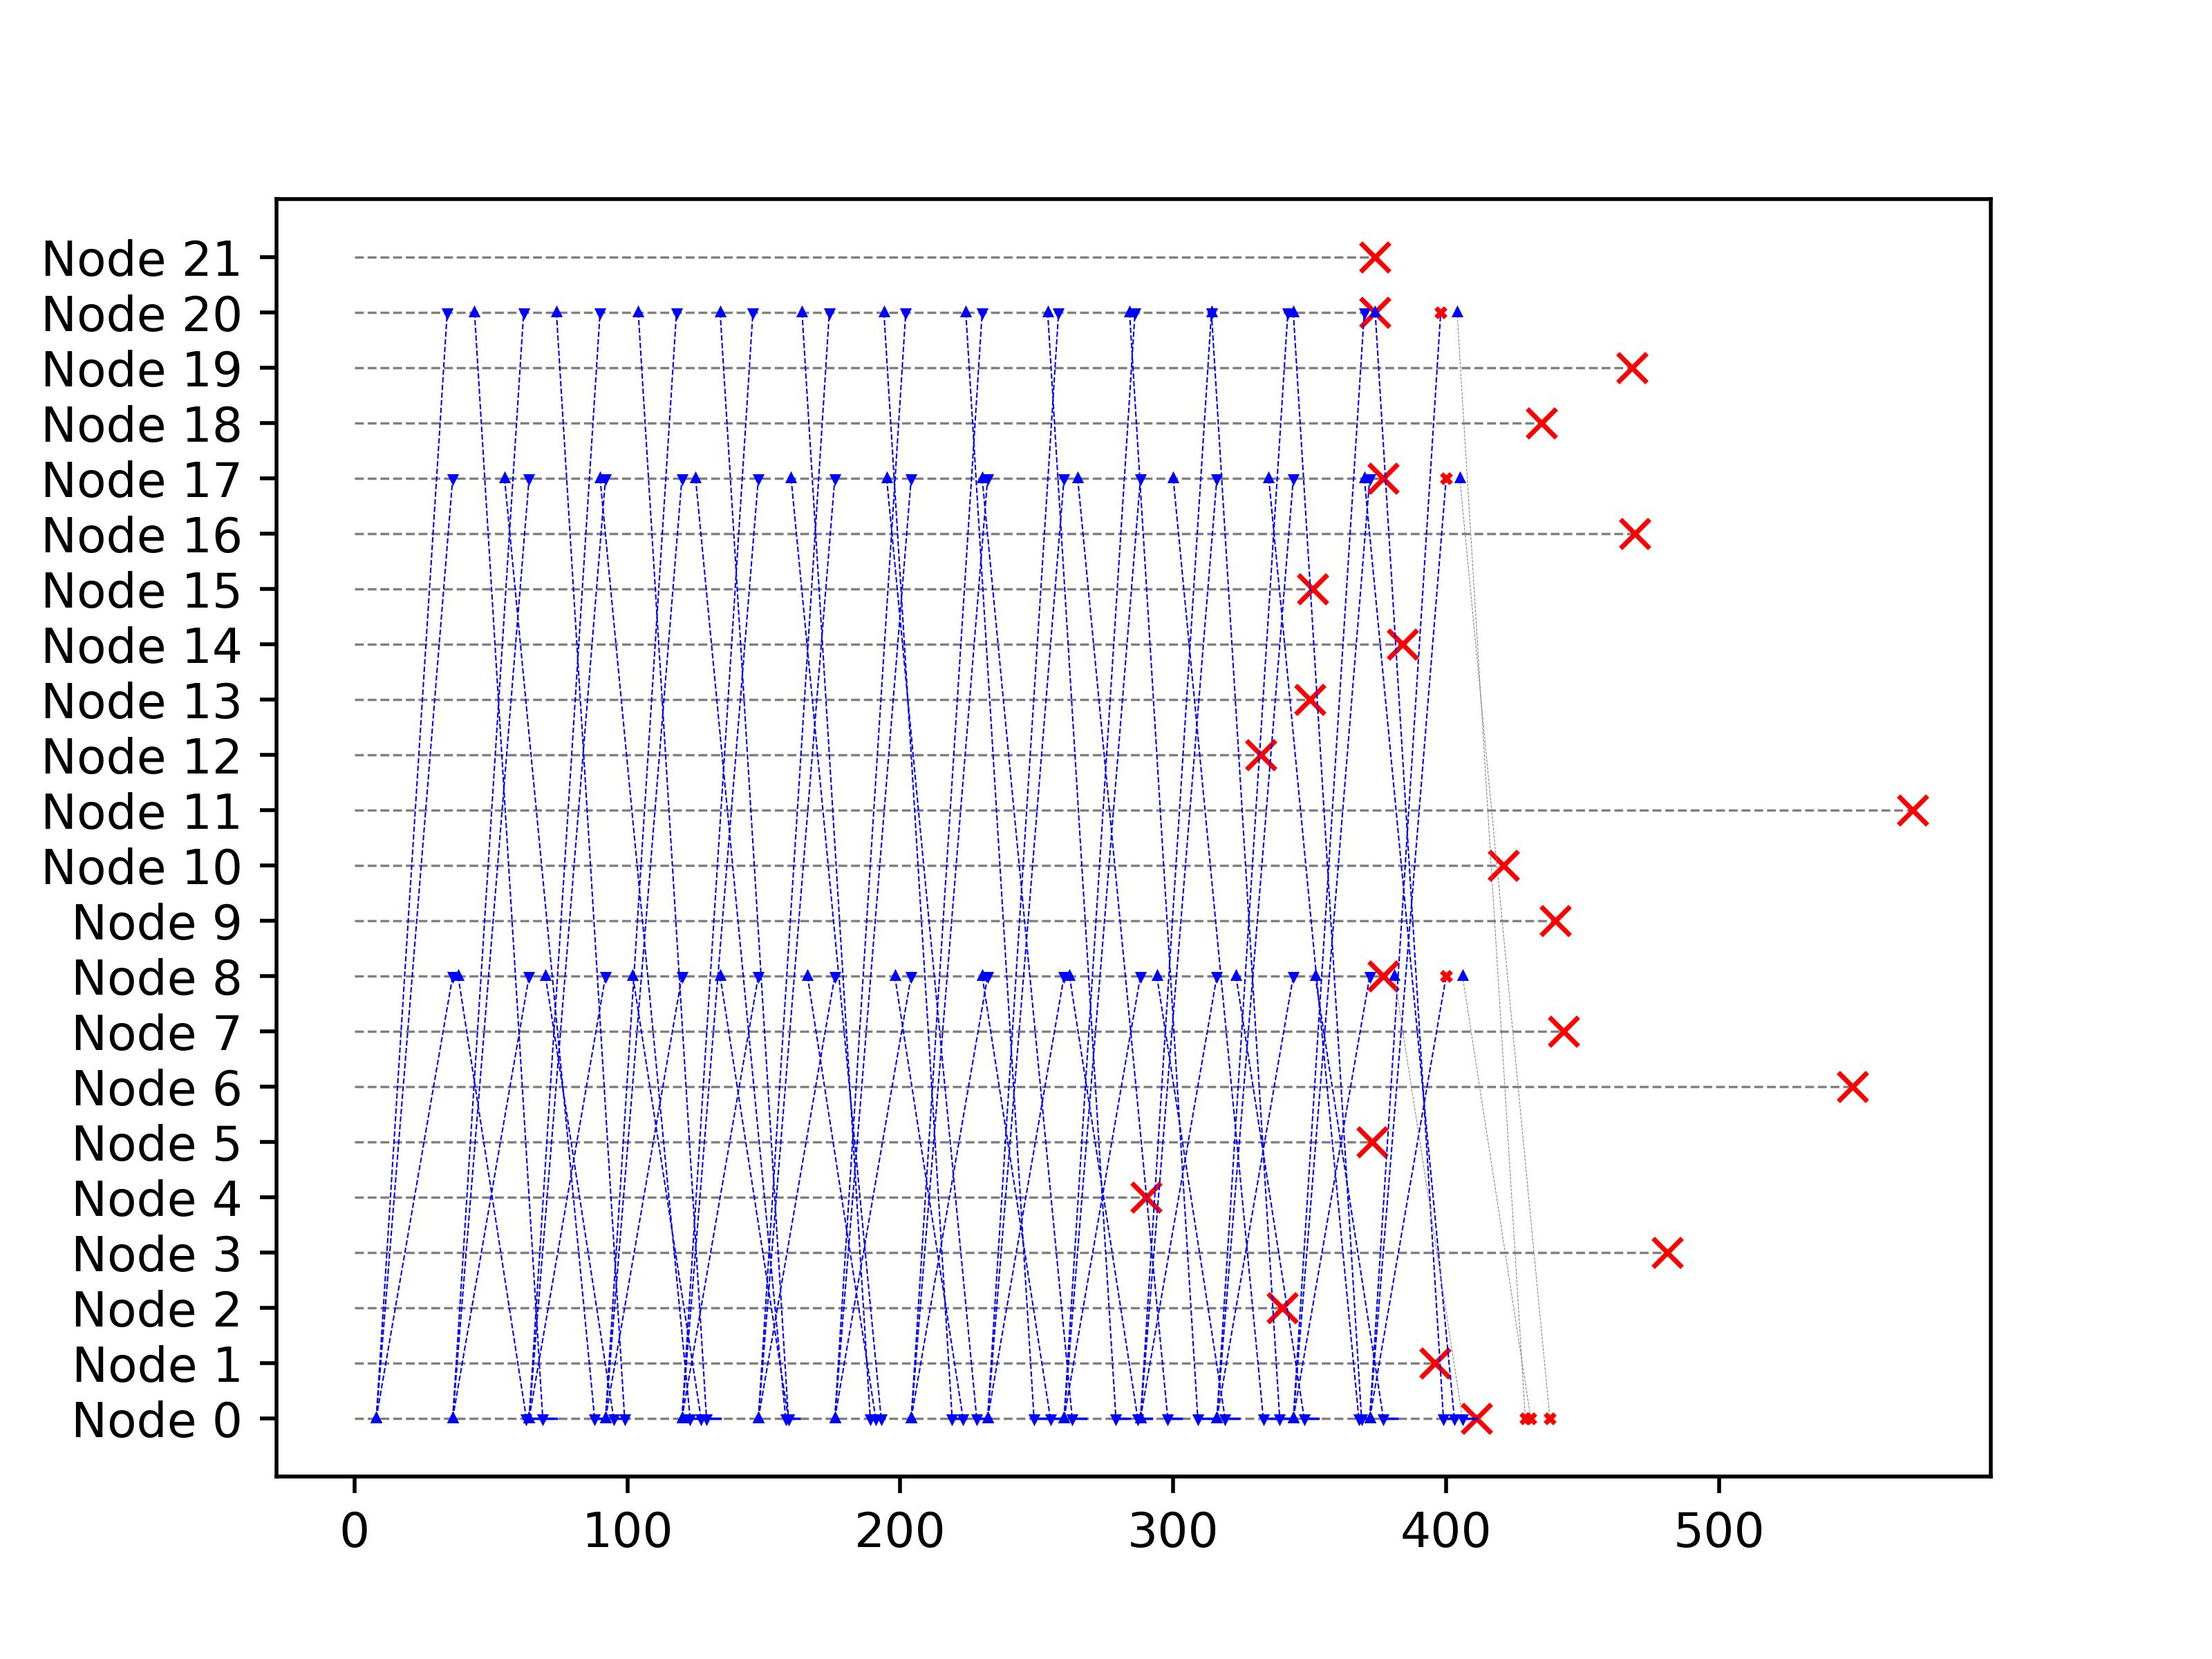 Node 21
Node 20
Node 19
Node 18
Node 17
Node 16
Node 15
Node 14
Node 13
Node 12
Node 11
Node 10
Node 9
Node 8
Node 7
Node 6
Node 5
Node 4
Node 3
Node 2
Node 1
Node 0
0 100 200 300 400 500